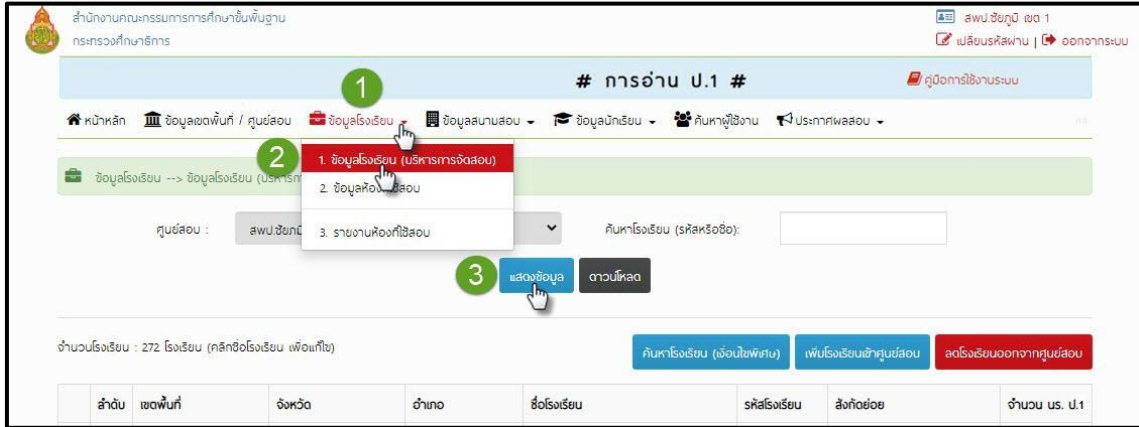 สำนักงานคณะกรรมการการศึกษาขั้นพื้นฐาน
กระทรวงศึกษาธิการ
สพป.ชัยภูมิ เขต 1
เปลี่ยนรหัสผ่าน | ออกจากระบบ
# การอ่าน ป.1 #
คู่มือการใช้งานระบบ
1
หน้าหลัก ข้อมูลเขตพื้นที่ / ศูนย์สอบ ข้อมูลโรงเรียน ข้อมูลสนามสอบ ข้อมูลนักเรียน ค้นหาผู้ใช้งาน ประกาศผลสอบ
2
1. ข้อมูลโรงเรียน (บริหารการจัดสอบ)
ข้อมูลโรงเรียน --> ข้อมูลโรงเรียน
2. ข้อมูลห้อง
3. รายงานห้องที่ใช้สอบ
ศูนย์สอบ : ค้นหาโรงเรียน (รหัสหรือชื่อ):
3 แสดงข้อมูล ดาวน์โหลด
จำนวนโรงเรียน : 272 โรงเรียน (คลิกชื่อโรงเรียน เพื่อแก้ไข)
ค้นหาโรงเรียน (เงื่อนไขพิเศษ) เพิ่มโรงเรียนเข้าศูนย์สอบ ลดโรงเรียนออกจากศูนย์สอบ
ลำดับ เขตพื้นที่ จังหวัด อำเภอ ชื่อโรงเรียน รหัสโรงเรียน สังกัดย่อย จำนวน นร. ป.1